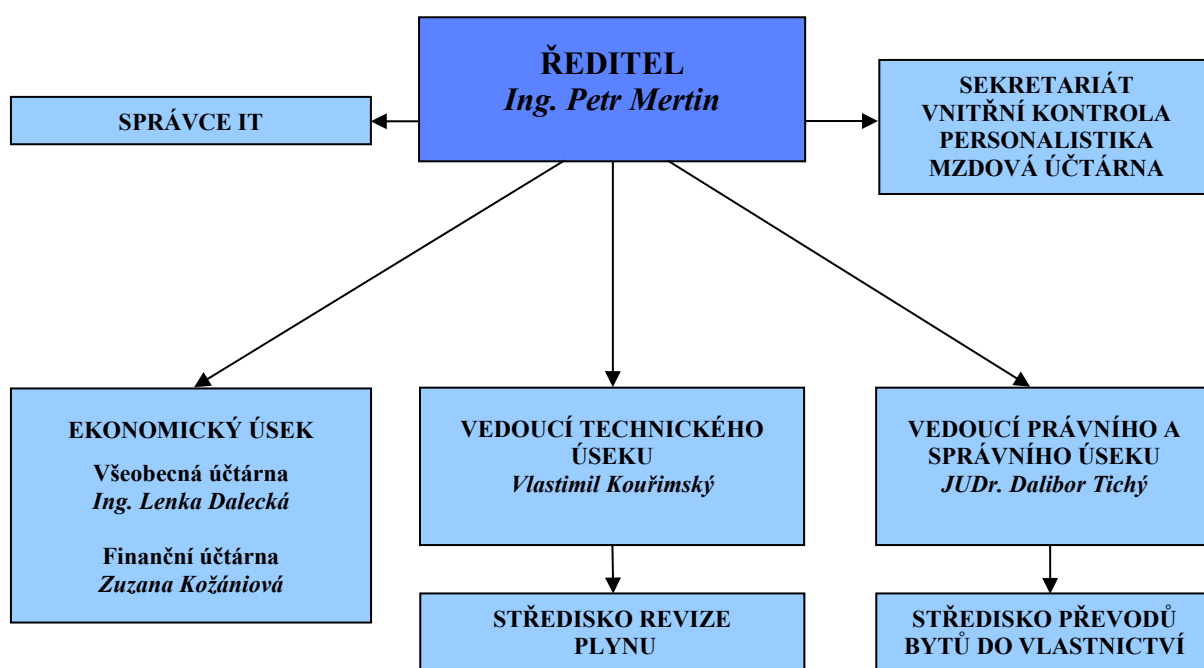 ŘEDITEL
Ing. Petr Mertin
SPRÁVCE IT
SEKRETARIÁT
VNITŘNÍ KONTROLA
PERSONALISTIKA
MZDOVÁ ÚČTÁRNA
EKONOMICKÝ ÚSEK
Všeobecná účtárna
Ing. Lenka Dalecká
Finanční účtárna
Zuzana Kožániová
VEDOUCÍ TECHNICKÉHO
ÚSEKU
Vlastimil Kouřimský
VEDOUCÍ PRÁVNÍHO A
SPRÁVNÍHO ÚSEKU
JUDr. Dalibor Tichý
STŘEDISKO REVIZE
PLYNU
STŘEDISKO PŘEVODŮ
BYTŮ DO VLASTNICTVÍ